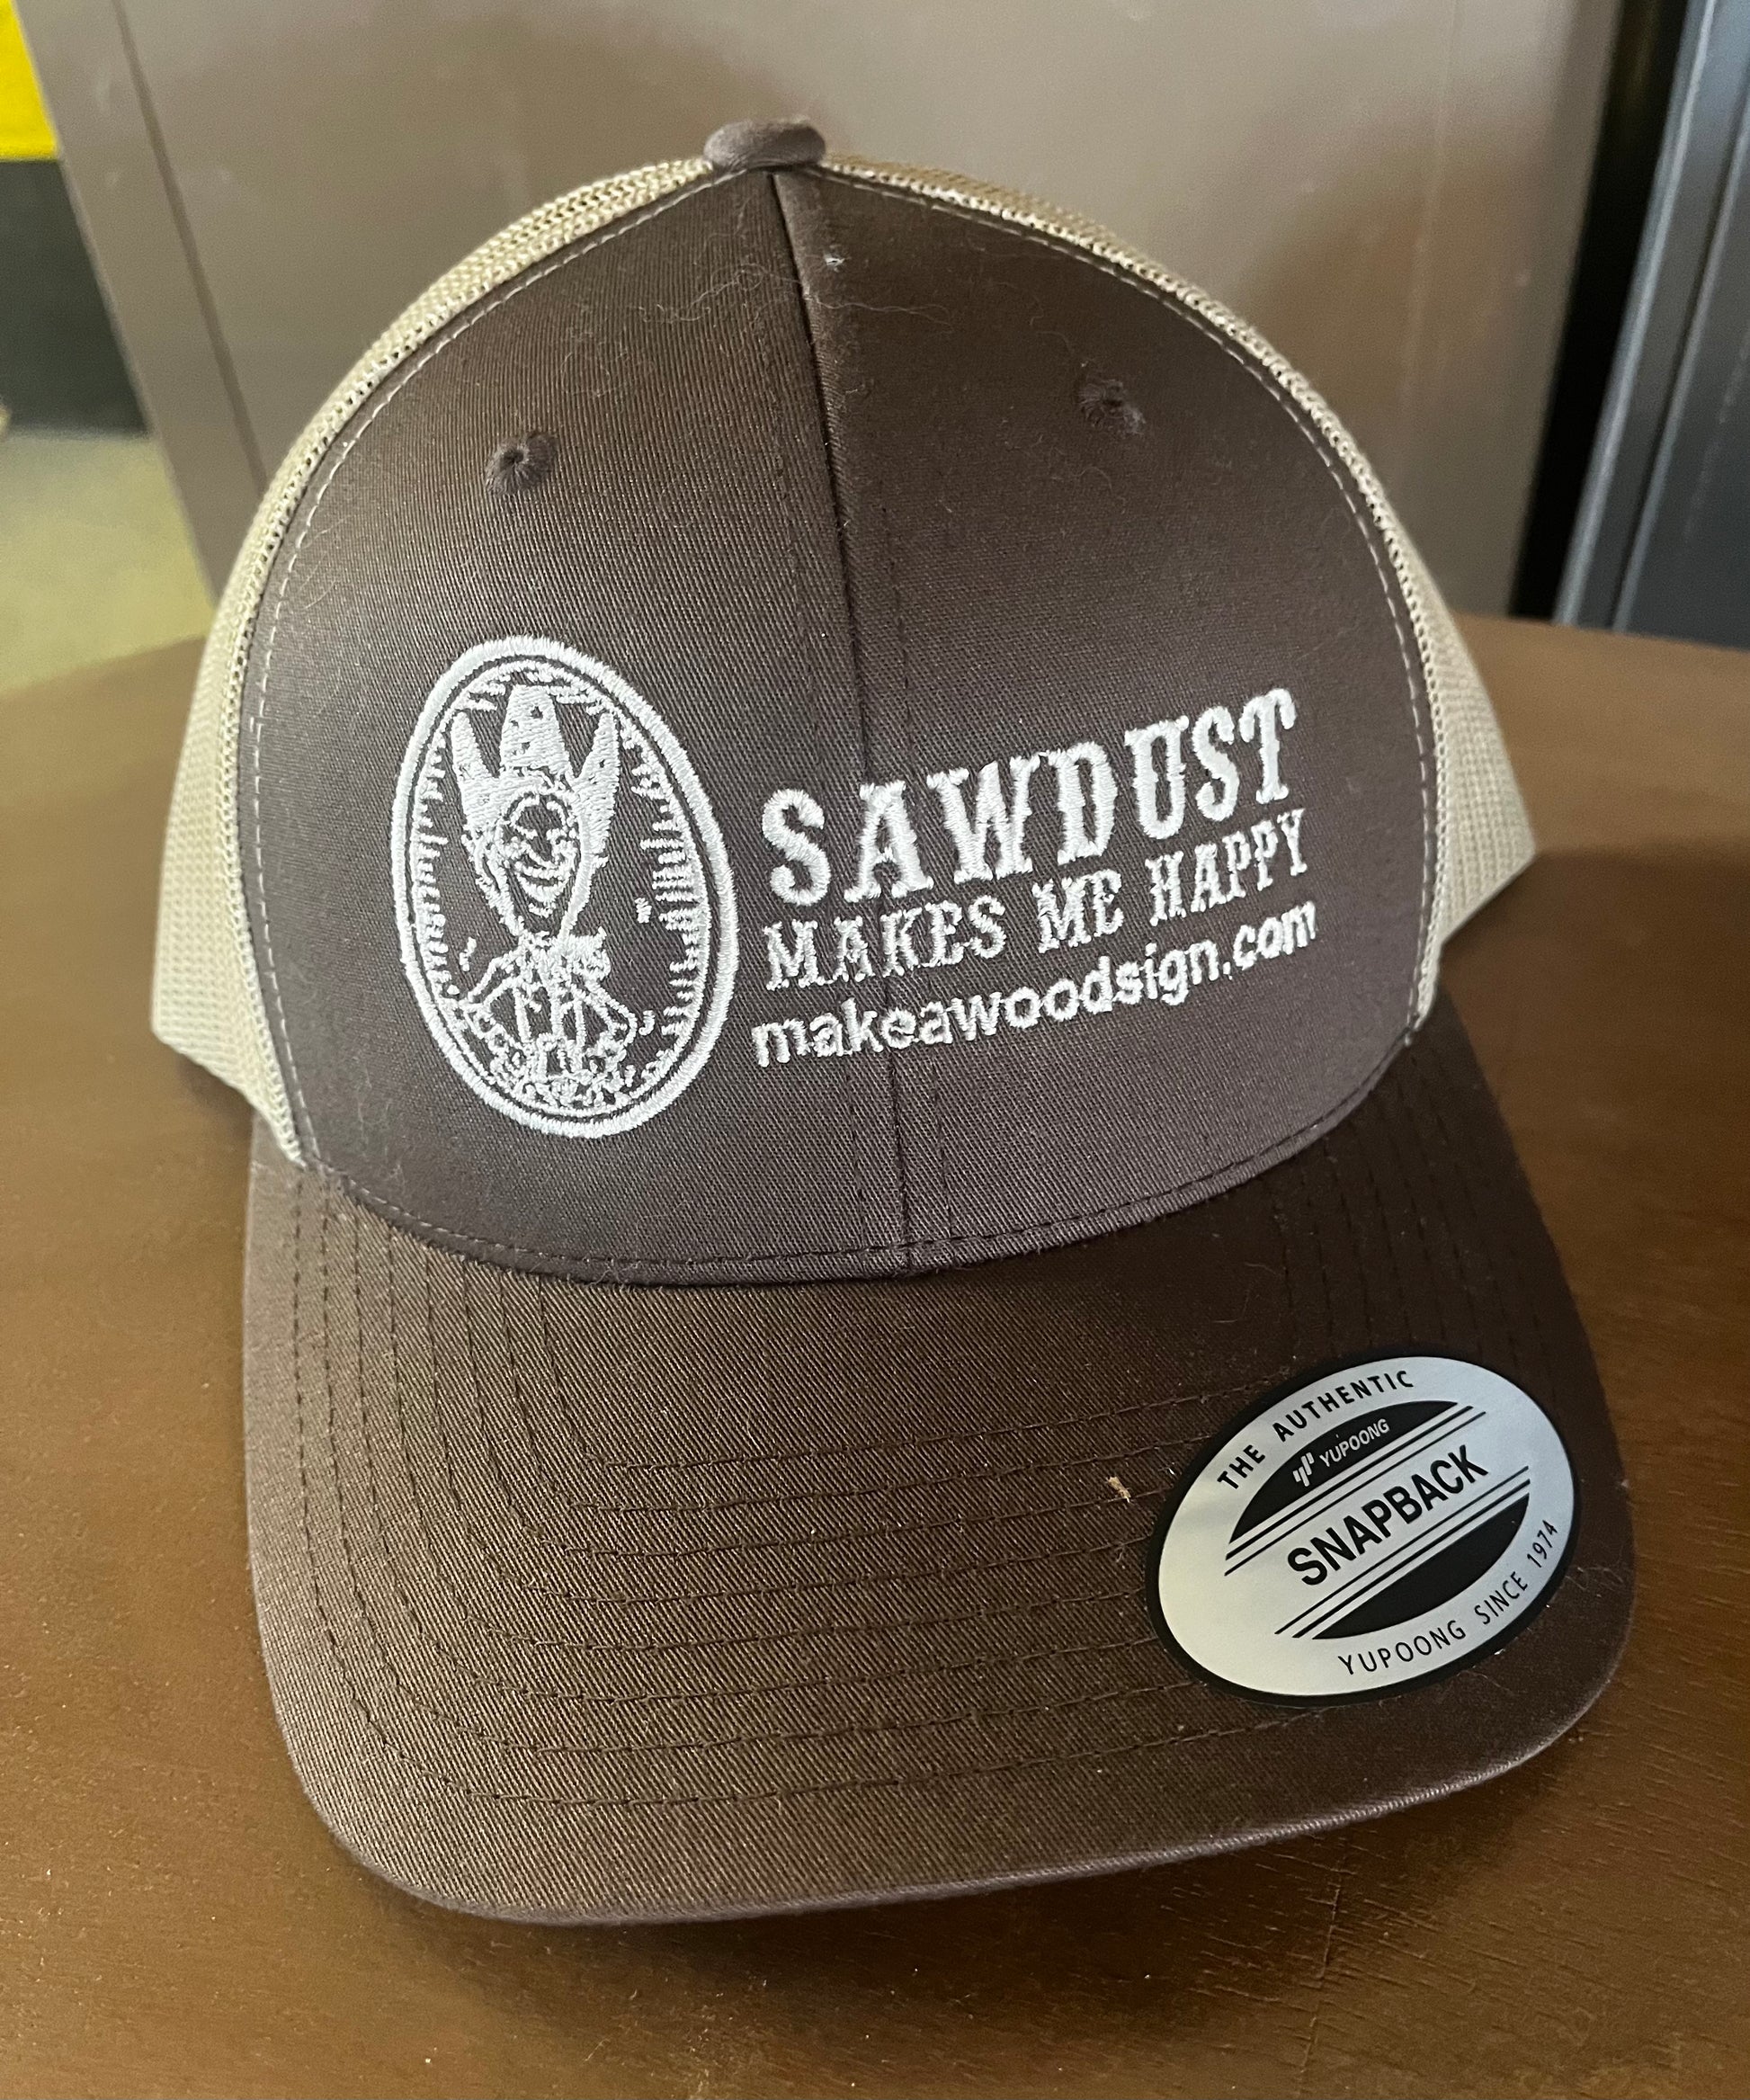 SAWDUST
MAKES ME HAPPY
makeawoodsign.com
THE AUTHENTIC
YUPOONG
SNAPBACK
YUPOONG SINCE 1974